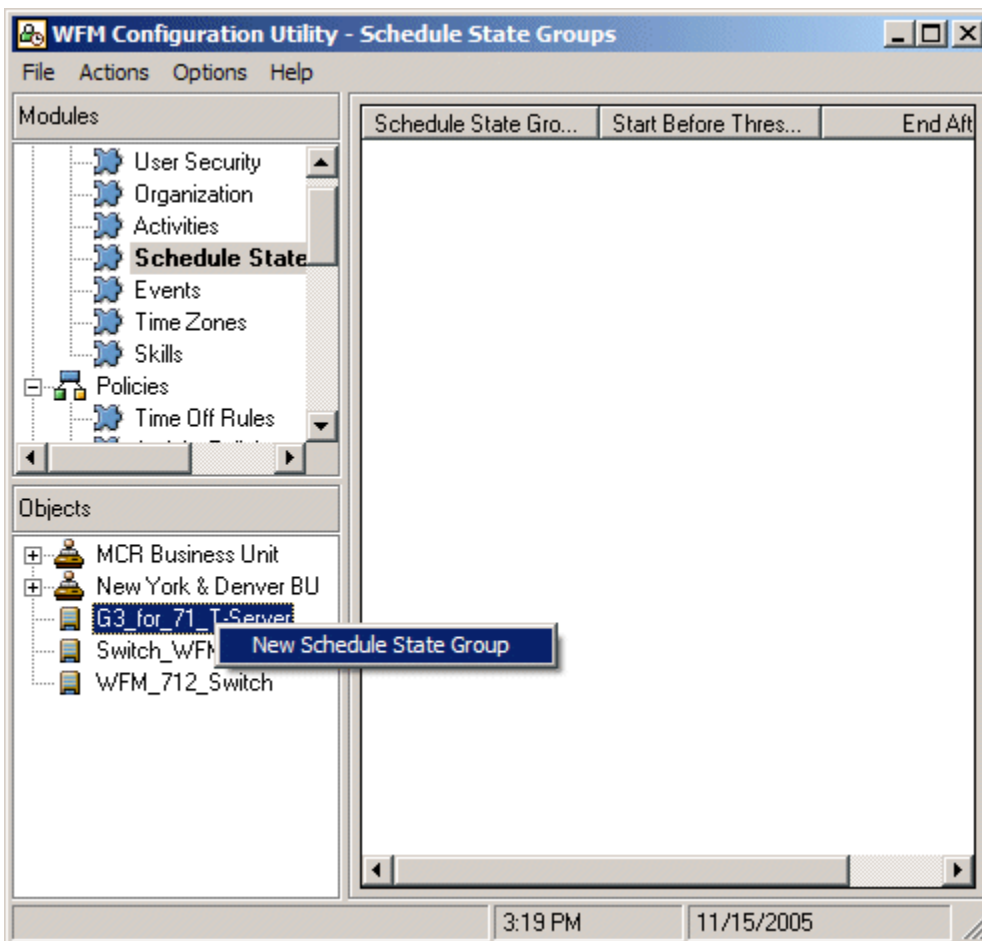 WFM Configuration Utility - Schedule State Groups
File Actions Options Help
Modules
User Security
Organization
Activities
Schedule State
Events
Time Zones
Skills
Policies
Time Off Rules
Objects
MCR Business Unit
New York & Denver BU
G3_for_71_T-Server
New Schedule State Group
Switch_WFM
WFM_712_Switch
Schedule State Gro... Start Before Thres... End Aft
3:19 PM 11/15/2005